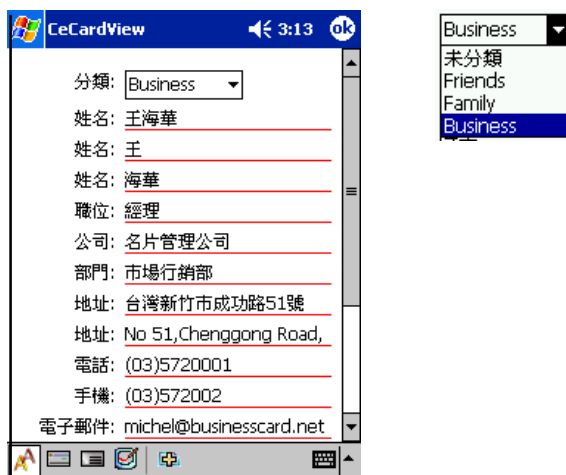 CeCardView 3:13 ok
分類: Business
姓名: 王海華
姓名: 王
姓名: 海華
職位: 經理
公司: 名片管理公司
部門: 市場行銷部
地址: 台灣新竹市成功路51號
地址: No 51,Chenggong Road,
電話: (03)5720001
手機: (03)572002
電子郵件: michel@businesscard.net
Business
未分類
Friends
Family
Business